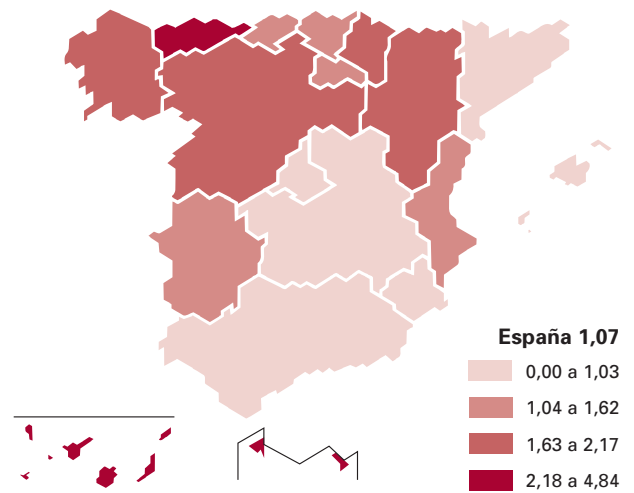 España 1,07
0,00 a 1,03
1,04 a 1,62
1,63 a 2,17
2,18 a 4,84